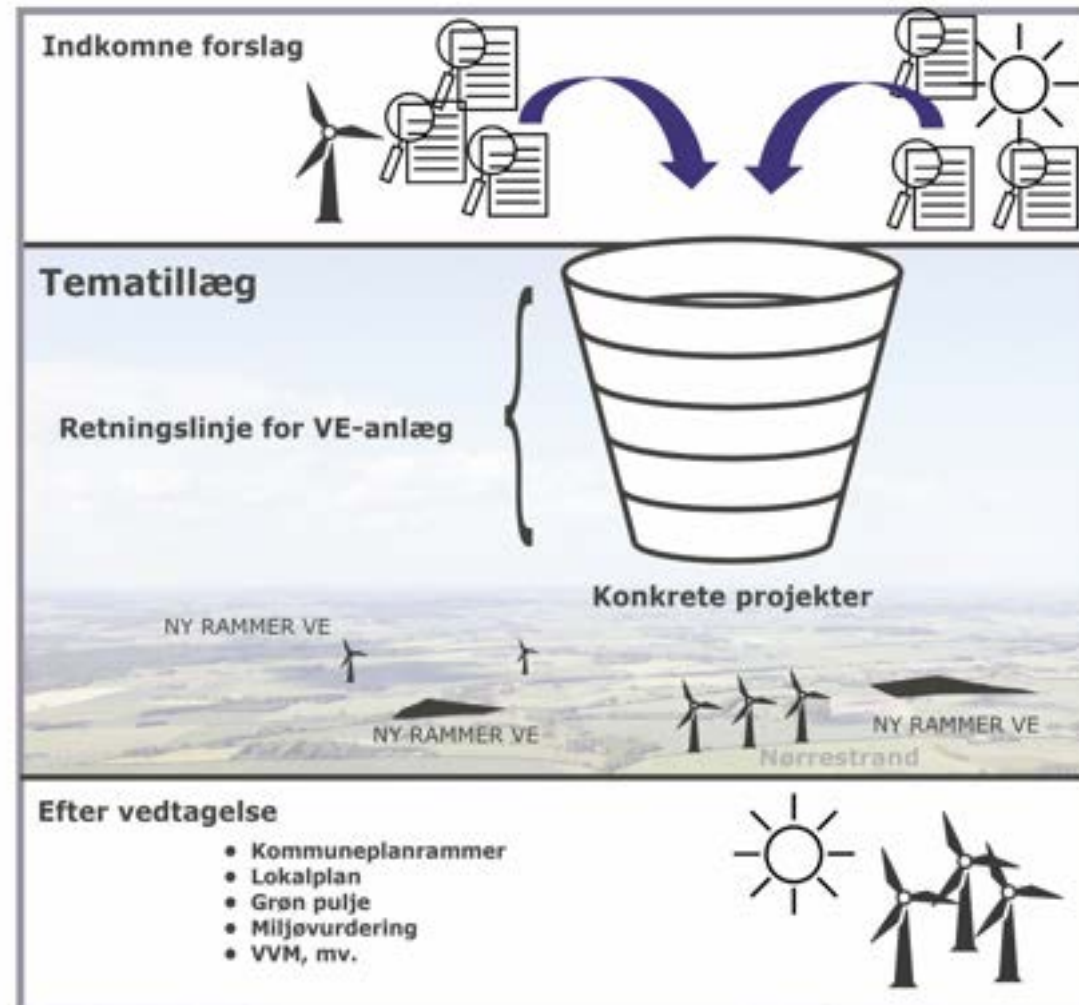 Indkomne forslag
Tematillæg
Retningslinje for VE-anlæg
Konkrete projekter
NY RAMMER VE
NY RAMMER VE
NY RAMMER VE
Nørrestrand
Efter vedtagelse
• Kommuneplanrammer
• Lokalplan
• Grøn pulje
• Miljøvurdering
• VVM, mv.